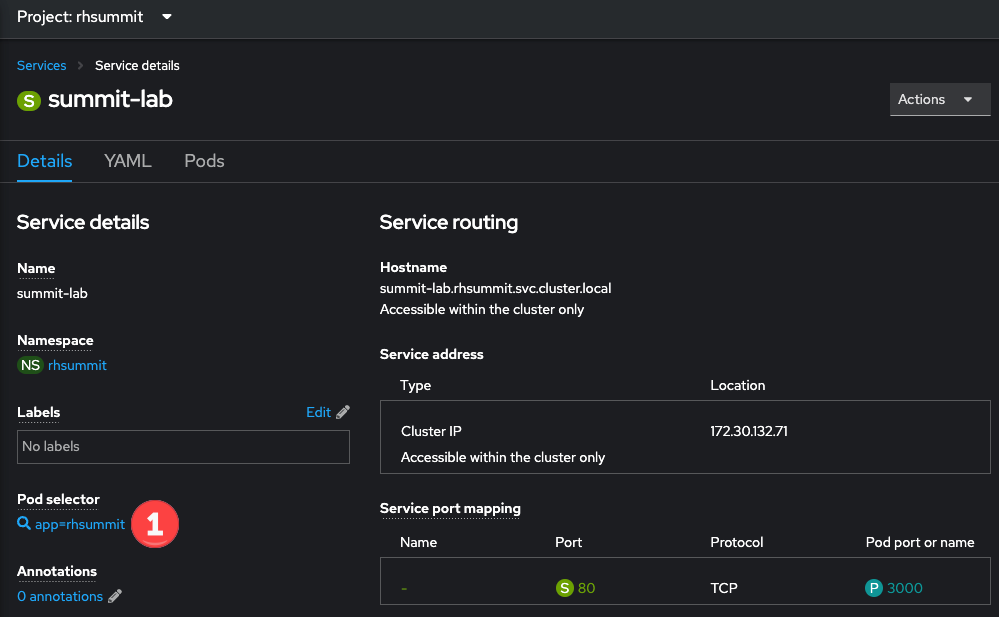 Project: rhsummit
Services > Service details
S summit-lab
Actions
Details YAML Pods
Service details
Name
summit-lab
Namespace
NS rhsummit
Labels Edit
No labels
Pod selector
app=rhsummit 1
Annotations
0 annotations
Service routing
Hostname
summit-lab.rhsummit.svc.cluster.local
Accessible within the cluster only
Service address
Type Location
Cluster IP 172.30.132.71
Accessible within the cluster only
Service port mapping
Name Port Protocol Pod port or name
- S 80 TCP P 3000